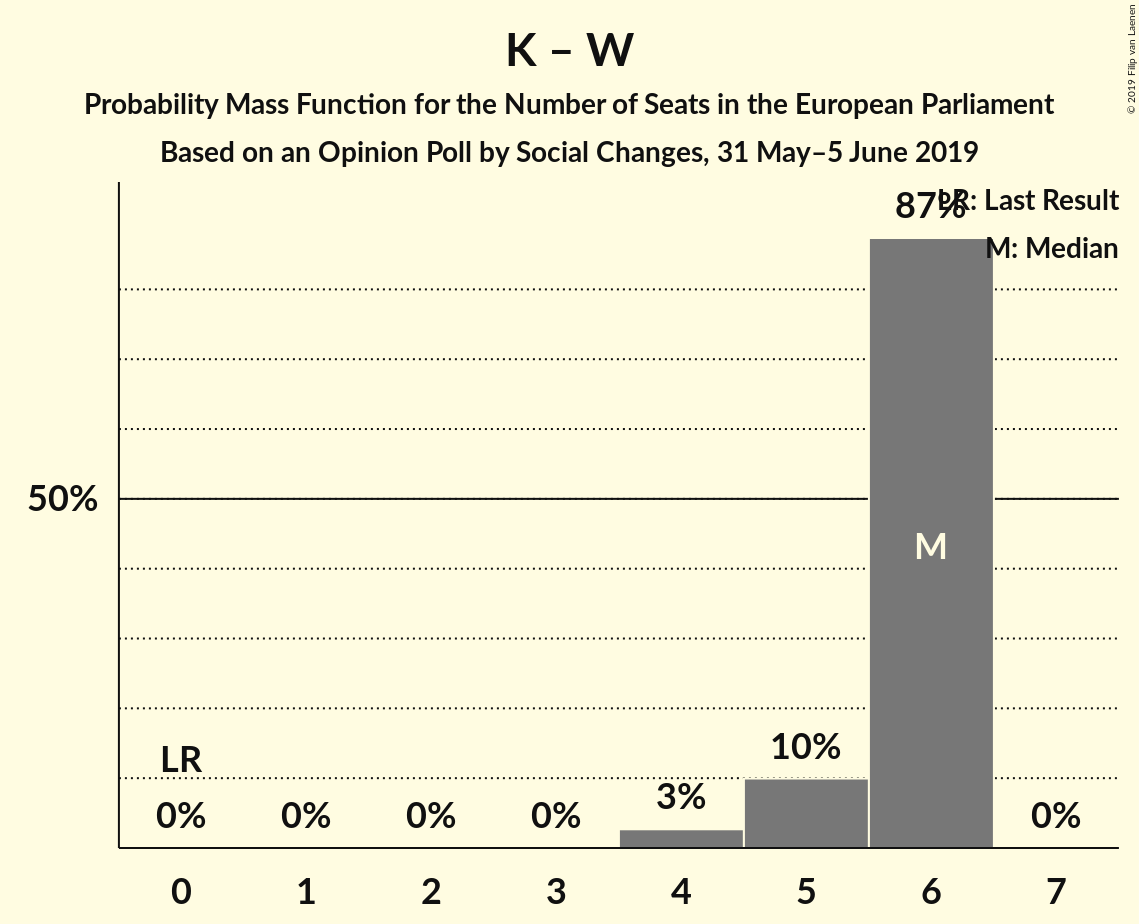 K – W
Probability Mass Function for the Number of Seats in the European Parliament
Based on an Opinion Poll by Social Changes, 31 May–5 June 2019
© 2019 Filip van Laenen
LR: Last Result
M: Median
87%
50%
M
10%
LR
3%
0% 0% 0% 0% 0%
0 1 2 3 4 5 6 7